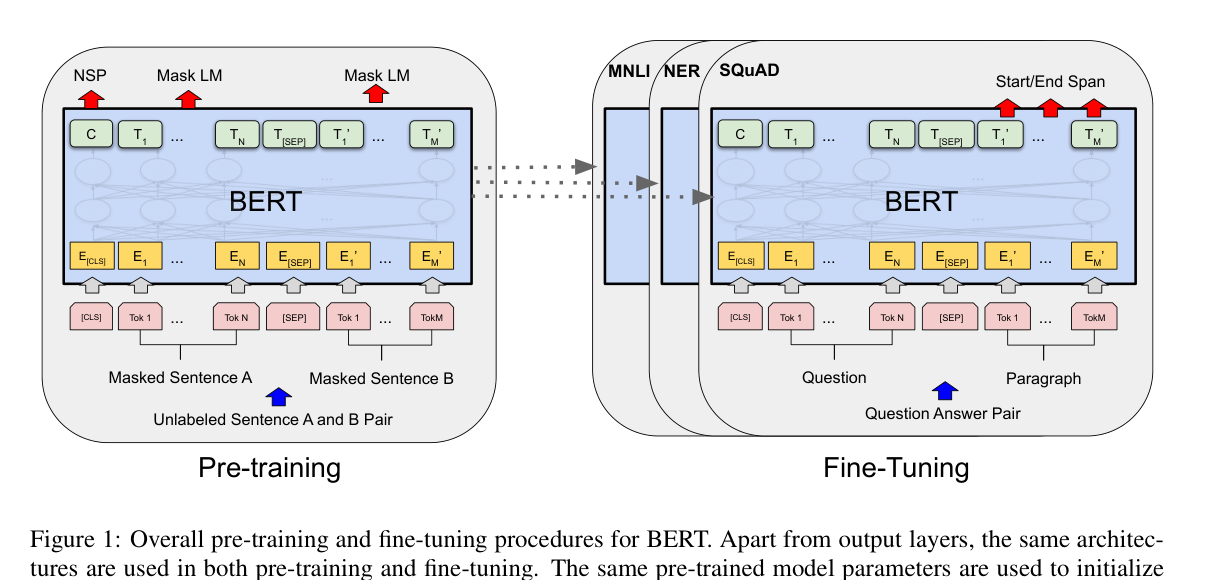 NSP Mask LM Mask LM
C T1 ... TN T[SEP] T1’ ... TM’
...
BERT
...
E[CLS] E1 ... EN E[SEP] E1’ ... EM’
[CLS] Tok 1 ... Tok N [SEP] Tok 1 ... TokM
Masked Sentence A Masked Sentence B
Unlabeled Sentence A and B Pair
Pre-training
MNLI NER SQuAD
Start/End Span
C T1 ... TN T[SEP] T1’ ... TM’
...
BERT
...
E[CLS] E1 ... EN E[SEP] E1’ ... EM’
[CLS] Tok 1 ... Tok N [SEP] Tok 1 ... TokM
Question Paragraph
Question Answer Pair
Fine-Tuning
Figure 1: Overall pre-training and fine-tuning procedures for BERT. Apart from output layers, the same architec-
tures are used in both pre-training and fine-tuning. The same pre-trained model parameters are used to initialize